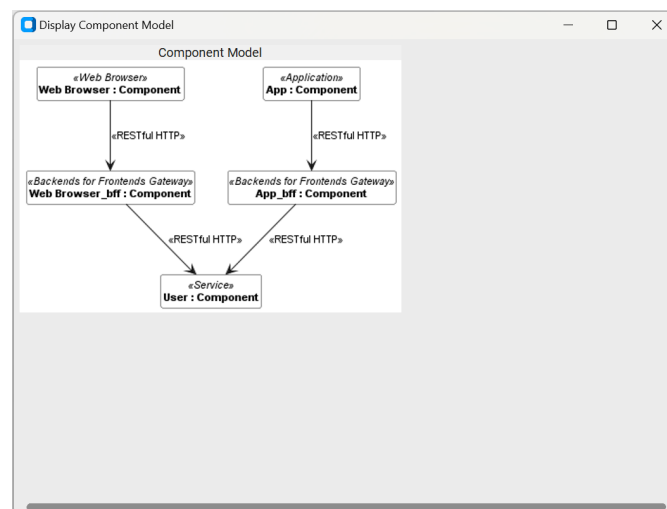 Display Component Model
Component Model
«Web Browser»
Web Browser : Component
«Application»
App : Component
«RESTful HTTP»
«RESTful HTTP»
«Backends for Frontends Gateway»
Web Browser_bff : Component
«Backends for Frontends Gateway»
App_bff : Component
«RESTful HTTP»
«RESTful HTTP»
«Service»
User : Component